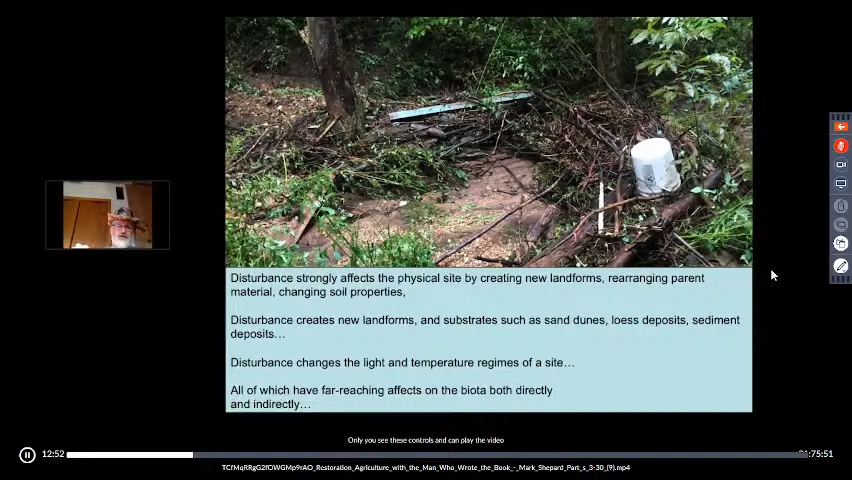 Disturbance strongly affects the physical site by creating new landforms, rearranging parent
material, changing soil properties,
Disturbance creates new landforms, and substrates such as sand dunes, loess deposits, sediment
deposits…
Disturbance changes the light and temperature regimes of a site…
All of which have far-reaching affects on the biota both directly
and indirectly…
Only you see these controls and can play the video
12:52
75:51
TCfMqRRgG2fOWGMp9rAO_Restoration_Agriculture_with_the_Man_Who_Wrote_the_Book_-_Mark_Shepard_Part_s_3-30_(9).mp4